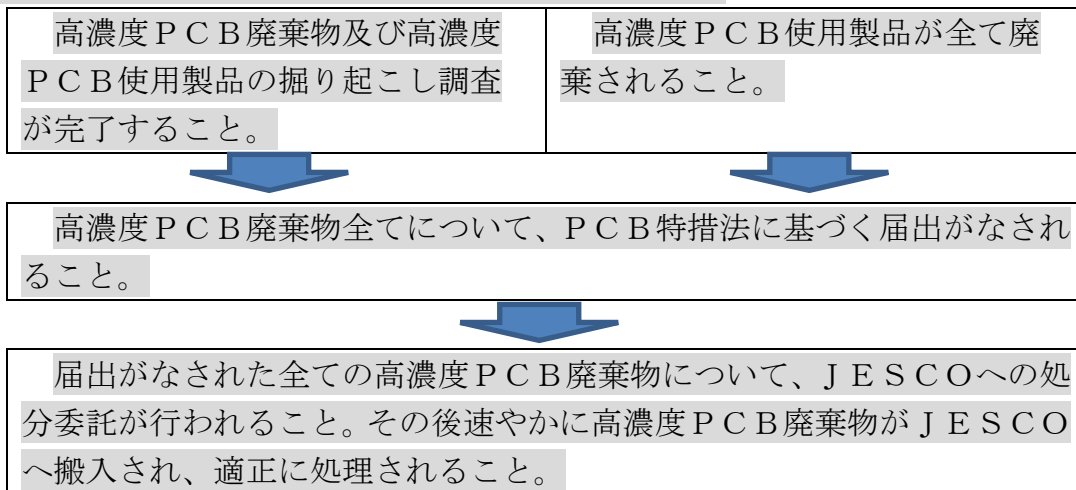 高濃度ＰＣＢ廃棄物及び高濃度
ＰＣＢ使用製品の掘り起こし調査
が完了すること。
高濃度ＰＣＢ使用製品が全て廃
棄されること。
高濃度ＰＣＢ廃棄物全てについて、ＰＣＢ特措法に基づく届出がなされ
ること。
届出がなされた全ての高濃度ＰＣＢ廃棄物について、ＪＥＳＣＯへの処
分委託が行われること。その後速やかに高濃度ＰＣＢ廃棄物がＪＥＳＣＯ
へ搬入され、適正に処理されること。